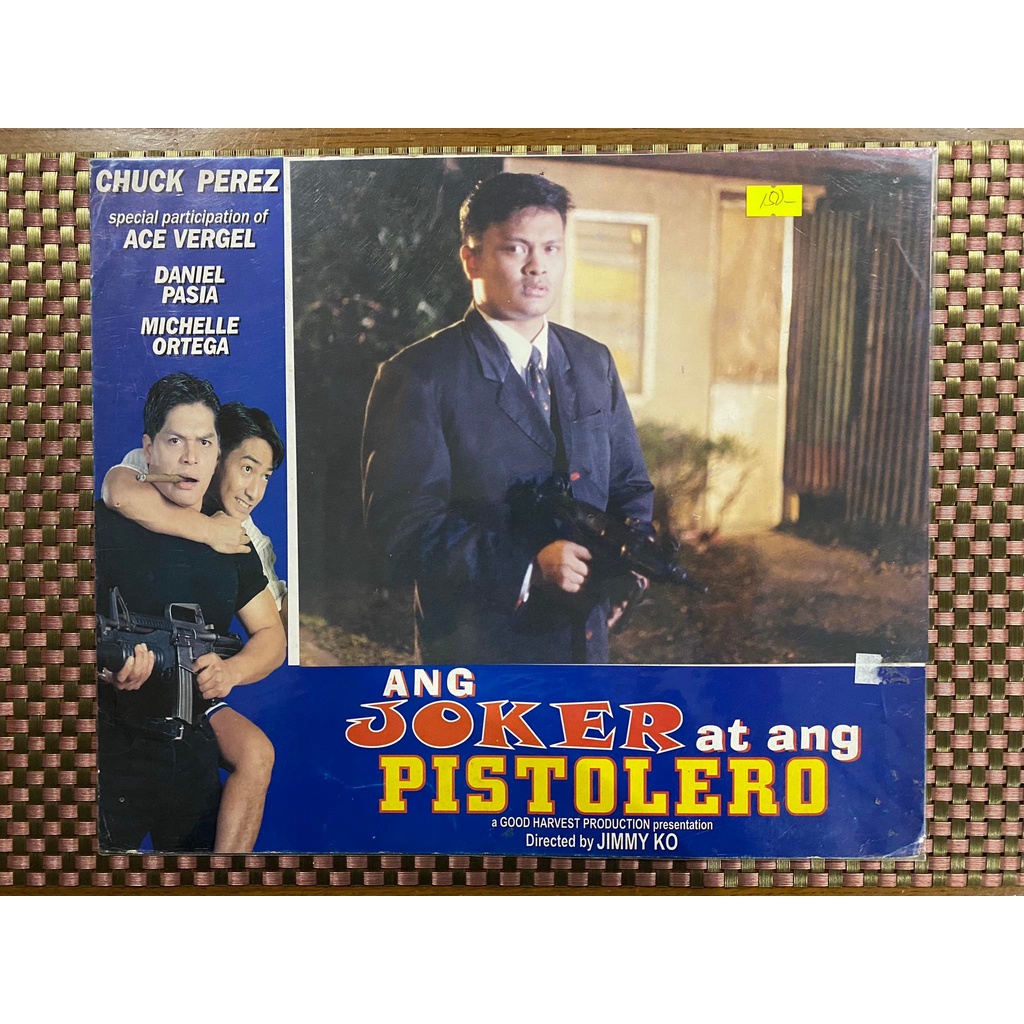 CHUCK PEREZ
special participation of
ACE VERGEL
DANIEL
PASIA
MICHELLE
ORTEGA
150-
ANG
JOKER at ang
PISTOLERO
a GOOD HARVEST PRODUCTION presentation
Directed by JIMMY KO